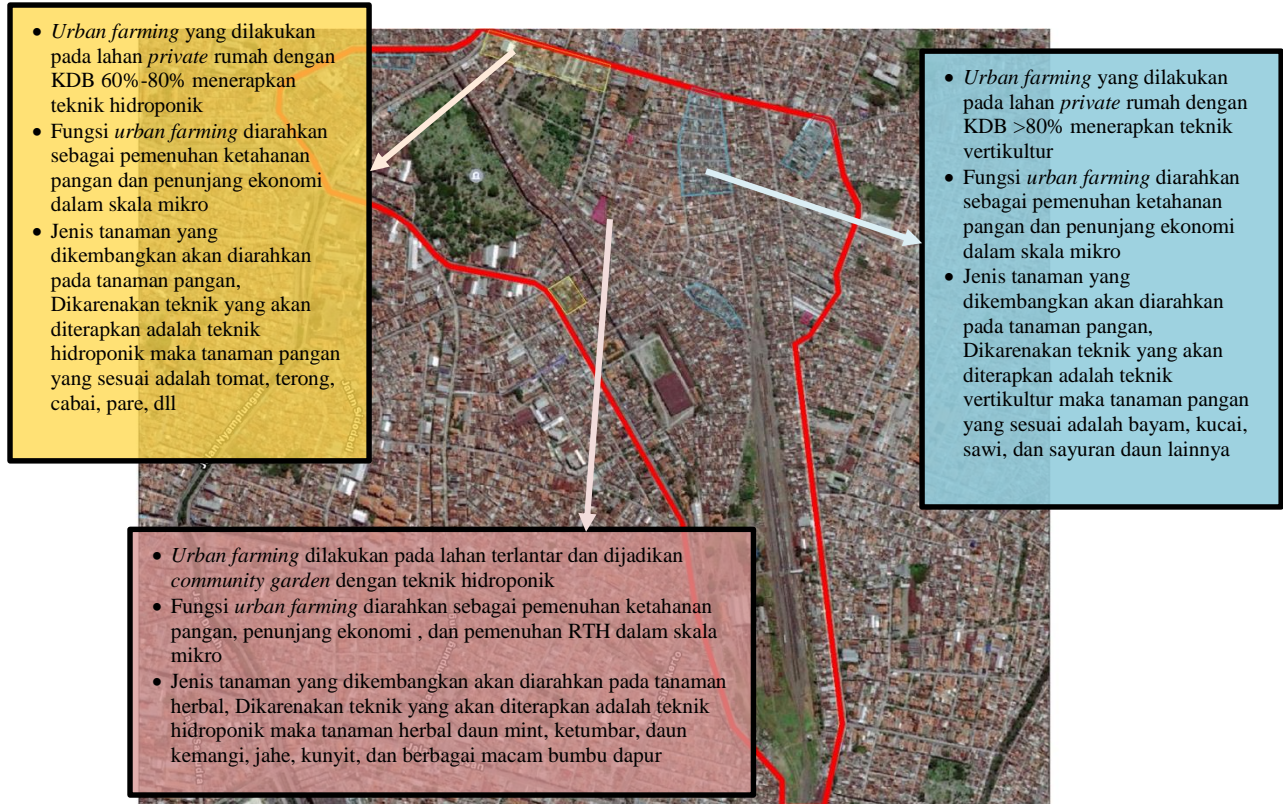 • Urban farming yang dilakukan
pada lahan private rumah dengan
KDB 60%-80% menerapkan
teknik hidroponik
• Fungsi urban farming diarahkan
sebagai pemenuhan ketahanan
pangan dan penunjang ekonomi
dalam skala mikro
• Jenis tanaman yang
dikembangkan akan diarahkan
pada tanaman pangan,
Dikarenakan teknik yang akan
diterapkan adalah teknik
hidroponik maka tanaman pangan
yang sesuai adalah tomat, terong,
cabai, pare, dll
• Urban farming yang dilakukan
pada lahan private rumah dengan
KDB >80% menerapkan teknik
vertikultur
• Fungsi urban farming diarahkan
sebagai pemenuhan ketahanan
pangan dan penunjang ekonomi
dalam skala mikro
• Jenis tanaman yang
dikembangkan akan diarahkan
pada tanaman pangan,
Dikarenakan teknik yang akan
diterapkan adalah teknik
vertikultur maka tanaman pangan
yang sesuai adalah bayam, kucai,
sawi, dan sayuran daun lainnya
• Urban farming dilakukan pada lahan terlantar dan dijadikan
community garden dengan teknik hidroponik
• Fungsi urban farming diarahkan sebagai pemenuhan ketahanan
pangan, penunjang ekonomi , dan pemenuhan RTH dalam skala
mikro
• Jenis tanaman yang dikembangkan akan diarahkan pada tanaman
herbal, Dikarenakan teknik yang akan diterapkan adalah teknik
hidroponik maka tanaman herbal daun mint, ketumbar, daun
kemangi, jahe, kunyit, dan berbagai macam bumbu dapur
Jalan Nyamplungan
Jalan Sidodadi